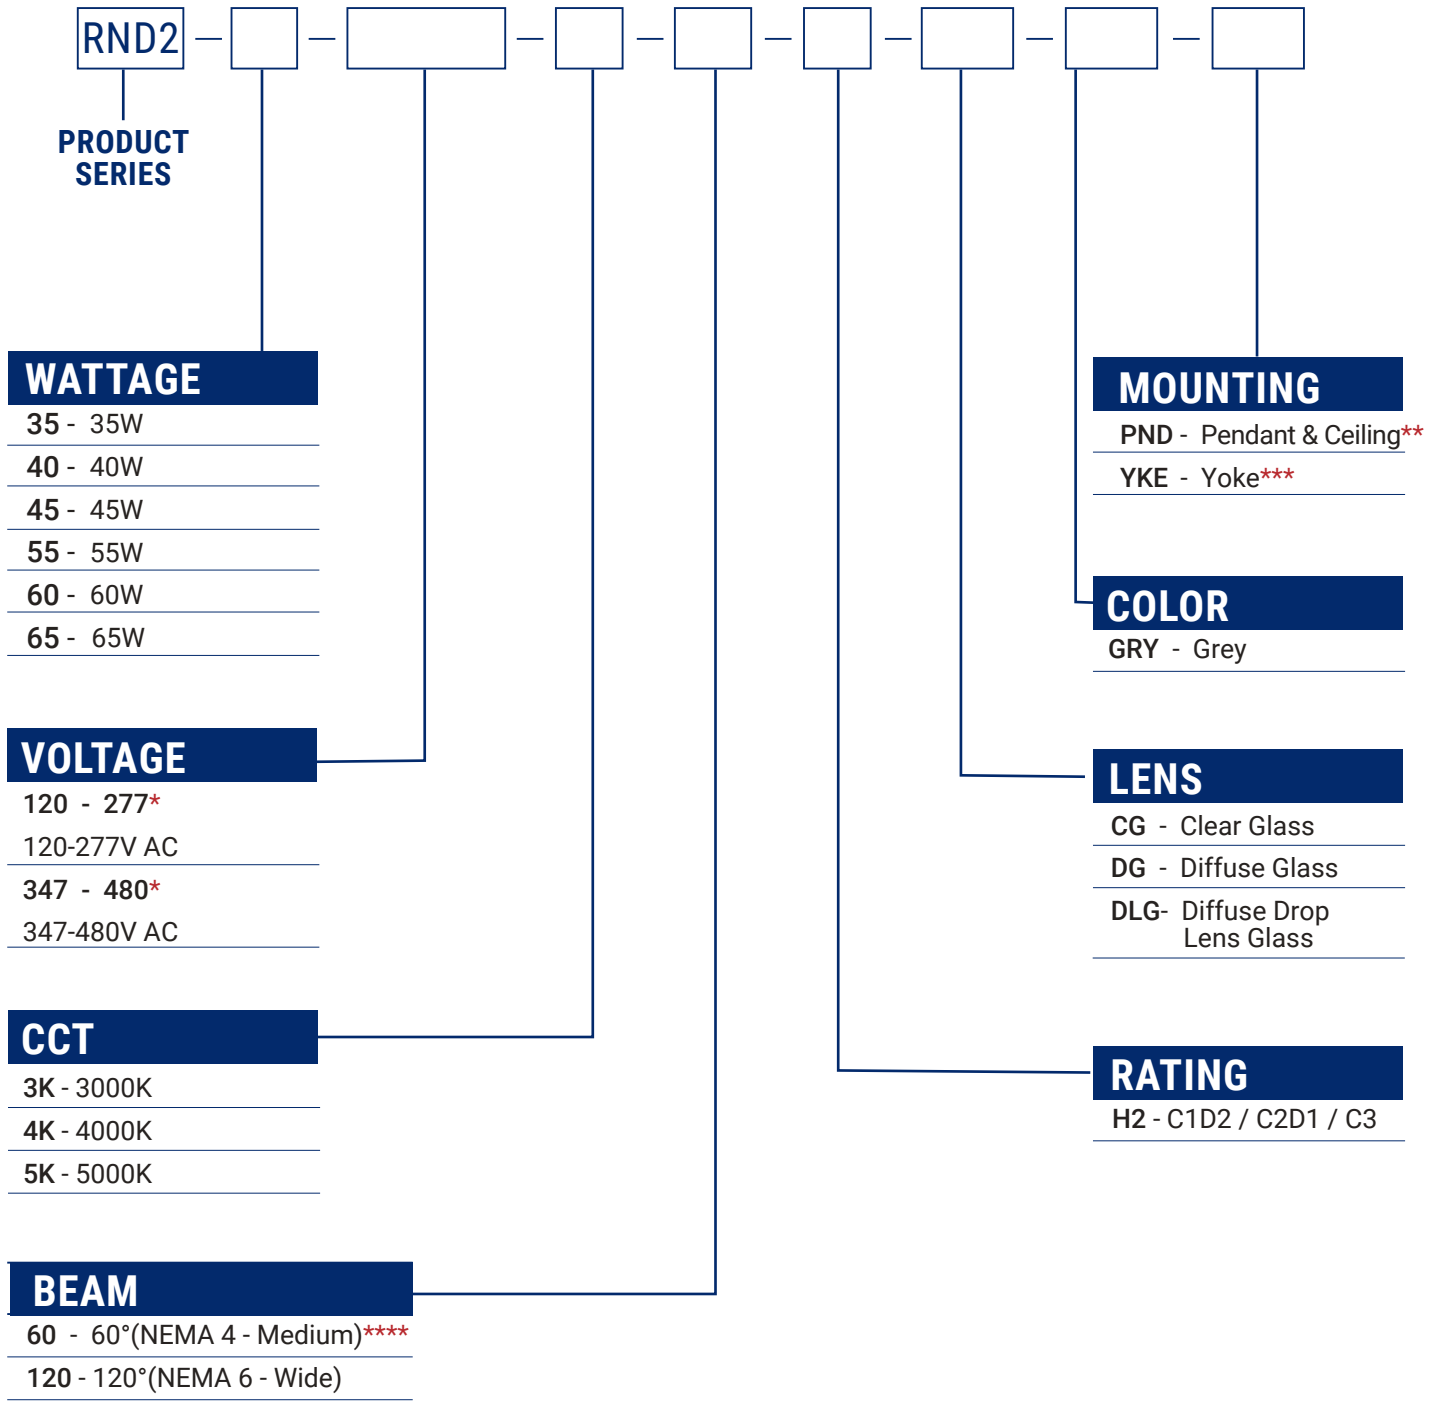 RND2
PRODUCT
SERIES
WATTAGE
35 - 35W
40 - 40W
45 - 45W
55 - 55W
60 - 60W
65 - 65W
VOLTAGE
120 - 277*
120-277V AC
347 - 480*
347-480V AC
CCT
3K - 3000K
4K - 4000K
5K - 5000K
BEAM
60 - 60°(NEMA 4 - Medium)****
120 - 120°(NEMA 6 - Wide)
MOUNTING
PND - Pendant & Ceiling**
YKE - Yoke***
COLOR
GRY - Grey
LENS
CG - Clear Glass
DG - Diffuse Glass
DLG- Diffuse Drop
Lens Glass
RATING
H2 - C1D2 / C2D1 / C3